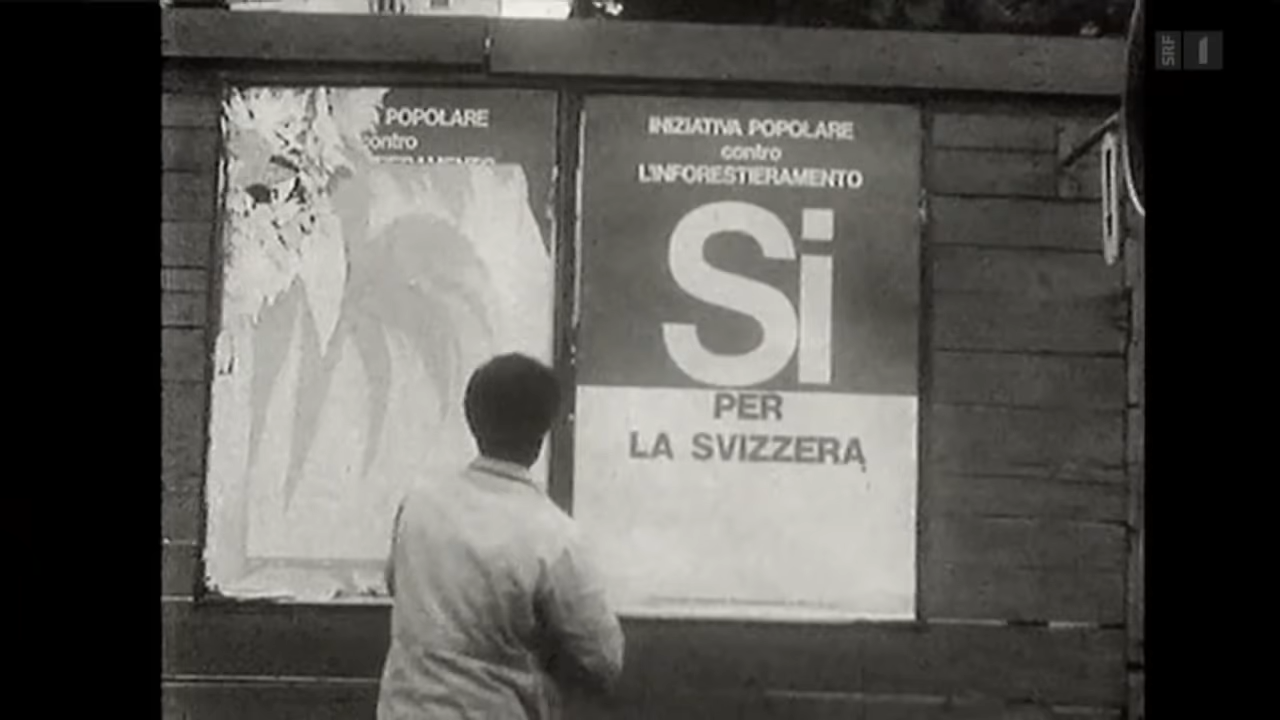 POPOLARE
contro
INIZIATIVA POPOLARE
contro
L'INFORESTIERAMENTO
Si
PER
LA SVIZZERA
SRF 1